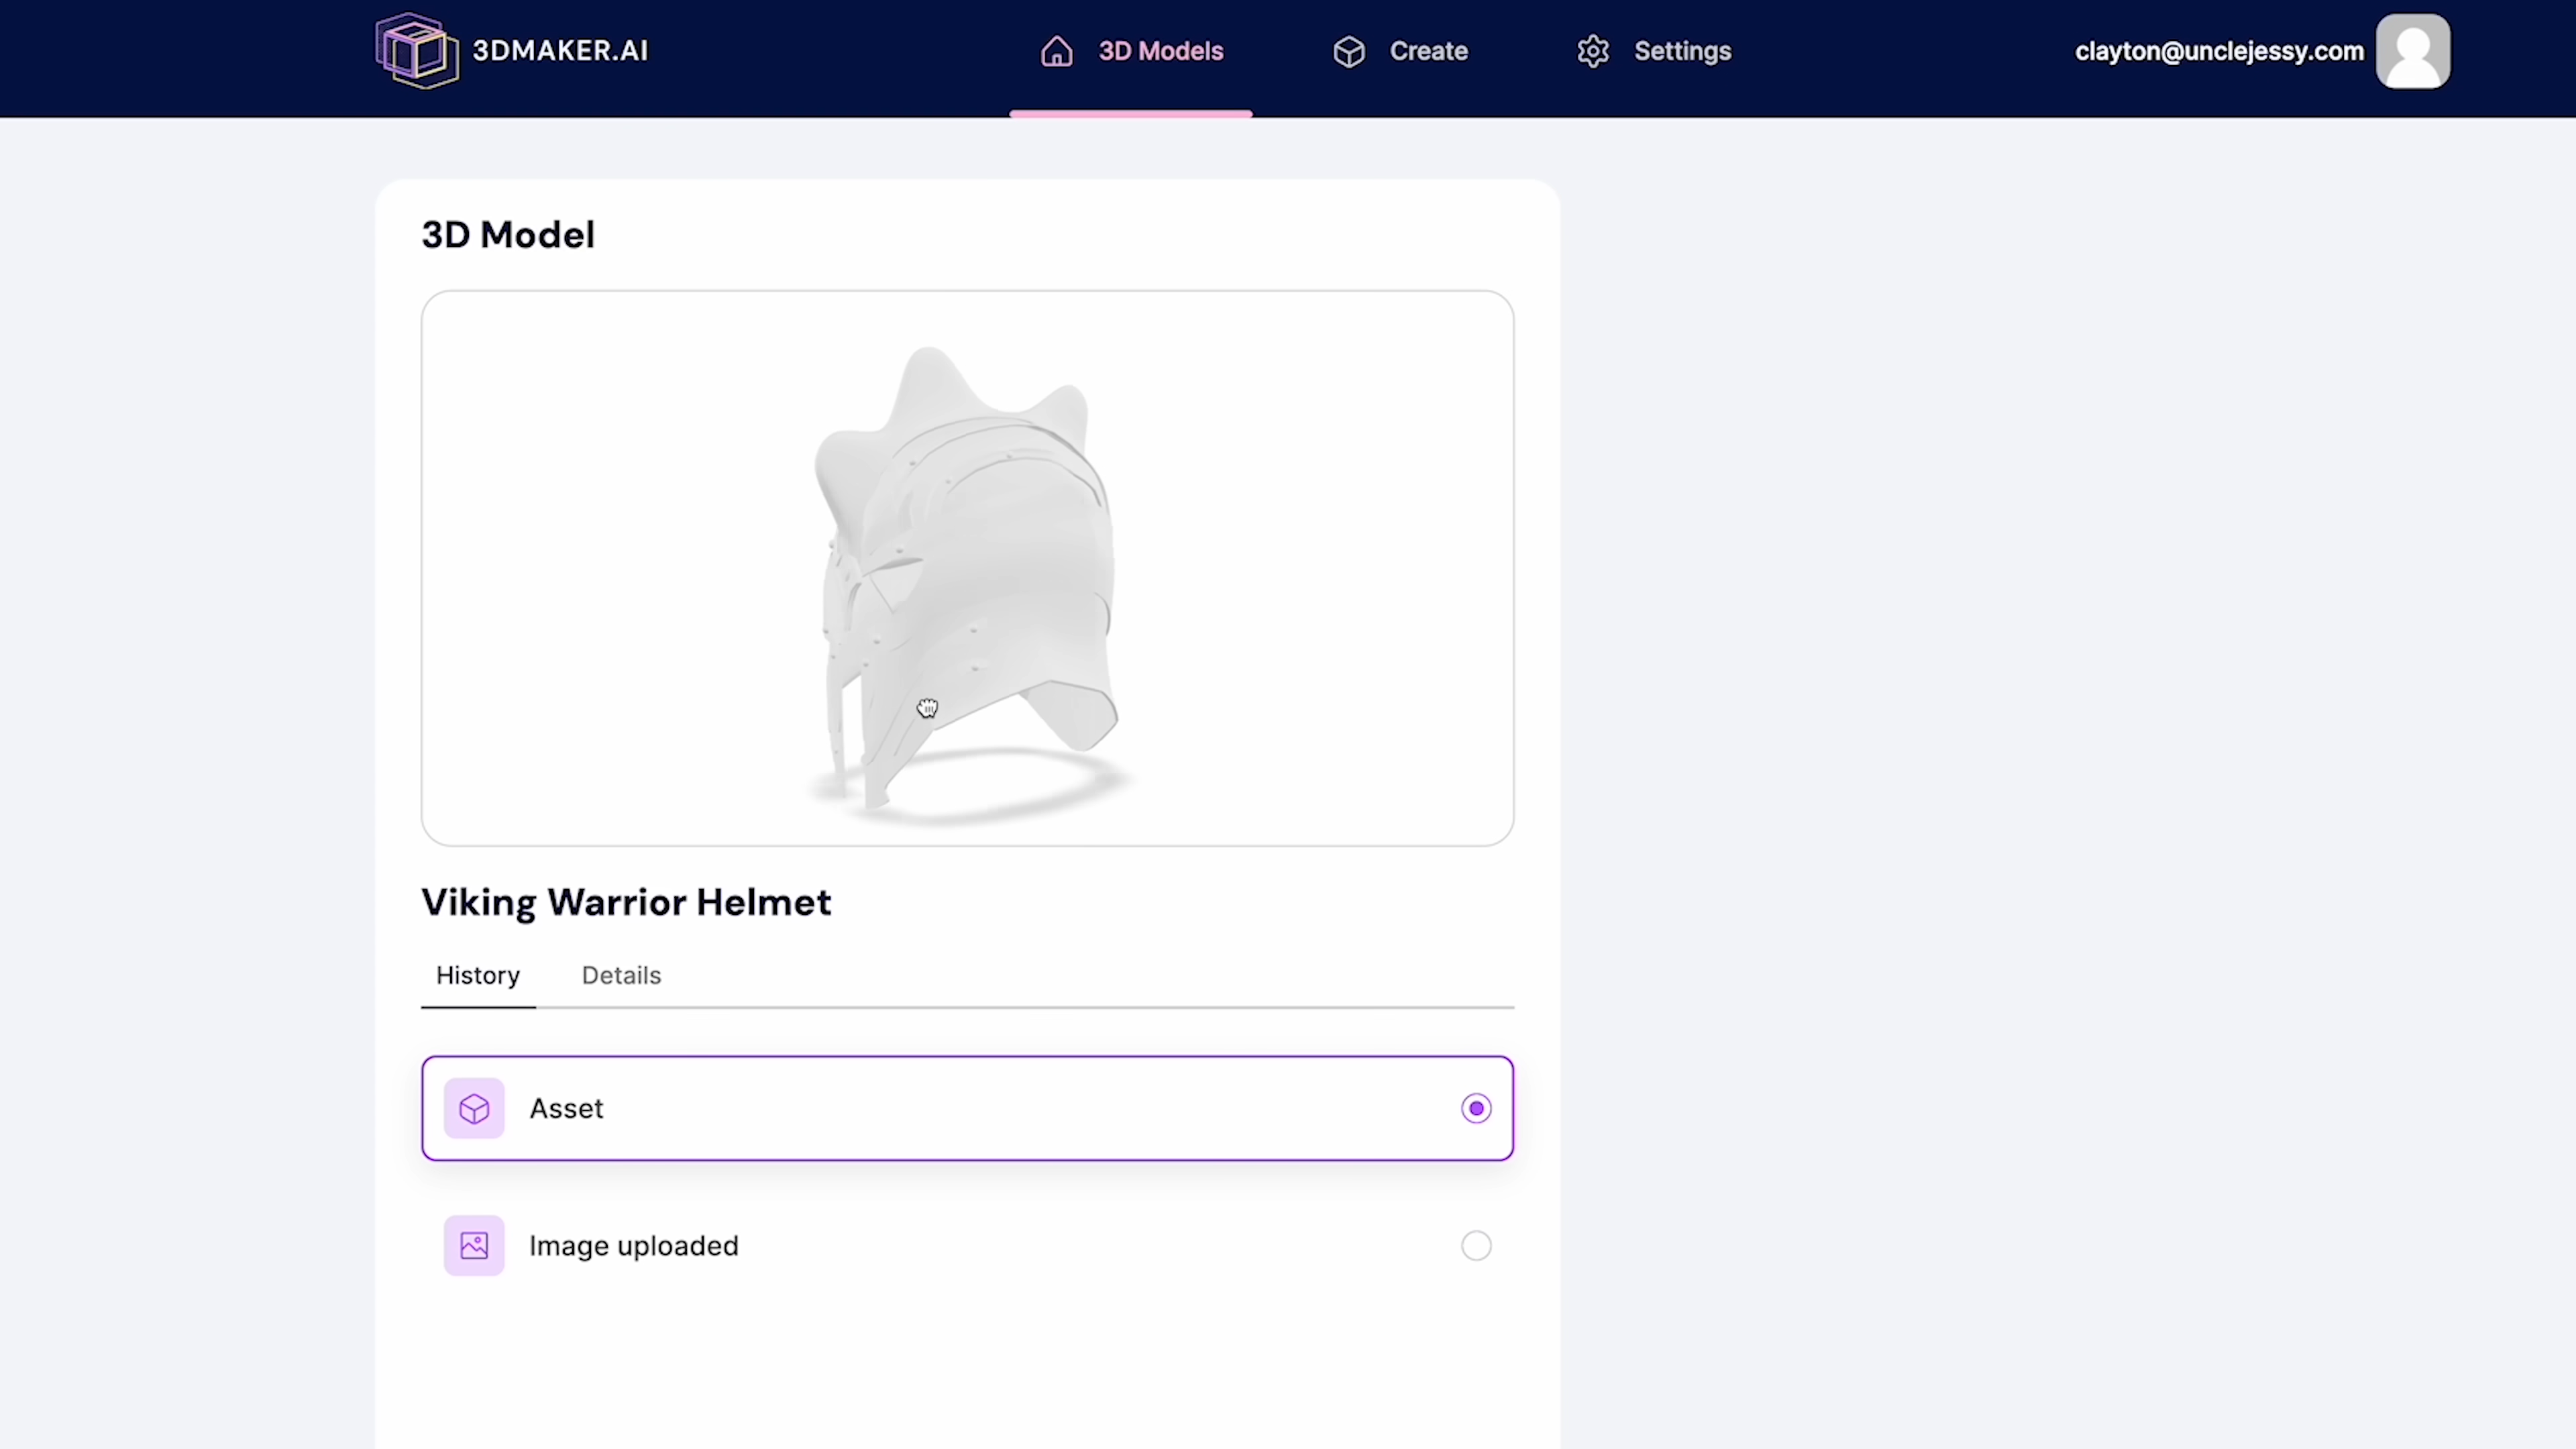 3DMAKER.AI
3D Models
Create
Settings
clayton@unclejessy.com
3D Model
Viking Warrior Helmet
History
Details
Asset
Image uploaded